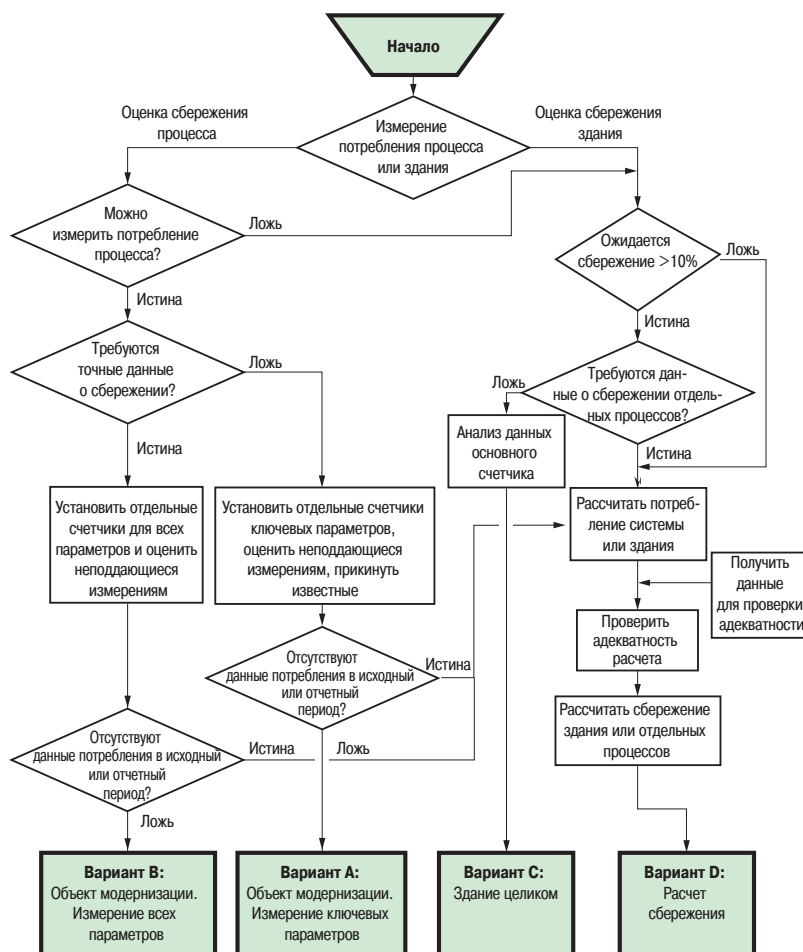 Начало
Оценка сбережения
процесса
Измерение
потребления процесса
или здания
Оценка сбережения
здания
Можно
измерить потребление
процесса?
Ложь
Ожидается
сбережение >10%
Ложь
Истина
Истина
Требуются
точные данные
о сбережении?
Ложь
Требуются дан-
ные о сбережении отдель-
ных процессов?
Ложь
Истина
Анализ данных
основного
счетчика
Истина
Установить отдельные
счетчики для всех
параметров и оценить
неподдающиеся
измерениям
Установить отдельные счетчики
ключевых параметров,
оценить неподдающиеся
измерениям, прикинуть
известные
Рассчитать потреб-
ление системы
или здания
Получить
данные
для проверки
адекватности
Проверить
адекватность
расчета
Отсутствуют
данные потребления в исходный
или отчетный
период?
Истина
Ложь
Рассчитать сбережение
здания или отдельных
процессов
Отсутствуют
данные потребления в исходный
или отчетный
период?
Истина
Ложь
Вариант B:
Объект модернизации.
Измерение всех
параметров
Вариант A:
Объект модернизации.
Измерение ключевых
параметров
Вариант C:
Здание целиком
Вариант D:
Расчет
сбережения